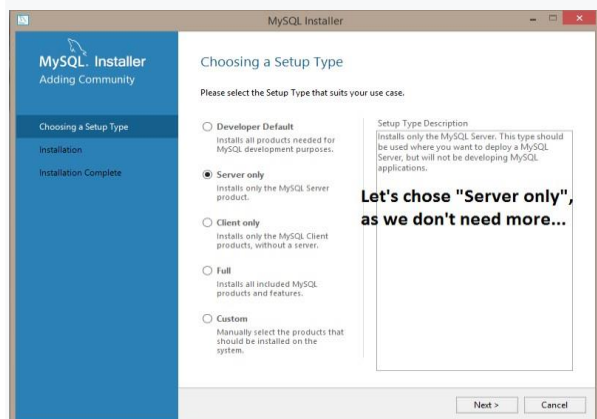 MySQL Installer
MySQL. Installer
Adding Community
Choosing a Setup Type
Installation
Installation Complete
Choosing a Setup Type
Please select the Setup Type that suits your use case.
Developer Default
Installs all products needed for
MySQL development purposes.
Server only
Installs only the MySQL Server
product.
Client only
Installs only the MySQL Client
products, without a server.
Full
Installs all included MySQL
products and features.
Custom
Manually select the products that
should be installed on the
system.
Setup Type Description
Installs only the MySQL Server. This type should
be used where you want to deploy a MySQL
Server, but will not be developing MySQL
applications.
Let's chose "Server only",
as we don't need more...
Next >
Cancel